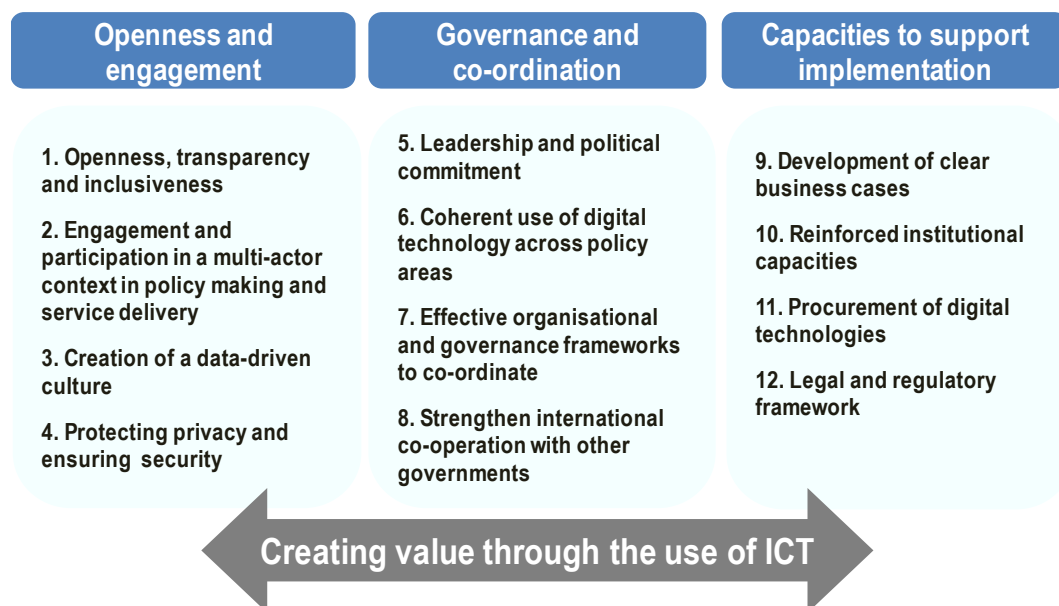 Openness and
engagement
1. Openness, transparency
and inclusiveness
2. Engagement and
participation in a multi-actor
context in policy making and
service delivery
3. Creation of a data-driven
culture
4. Protecting privacy and
ensuring security
Governance and
co-ordination
5. Leadership and political
commitment
6. Coherent use of digital
technology across policy
areas
7. Effective organisational
and governance frameworks
to co-ordinate
8. Strengthen international
co-operation with other
governments
Capacities to support
implementation
9. Development of clear
business cases
10. Reinforced institutional
capacities
11. Procurement of digital
technologies
12. Legal and regulatory
framework
Creating value through the use of ICT